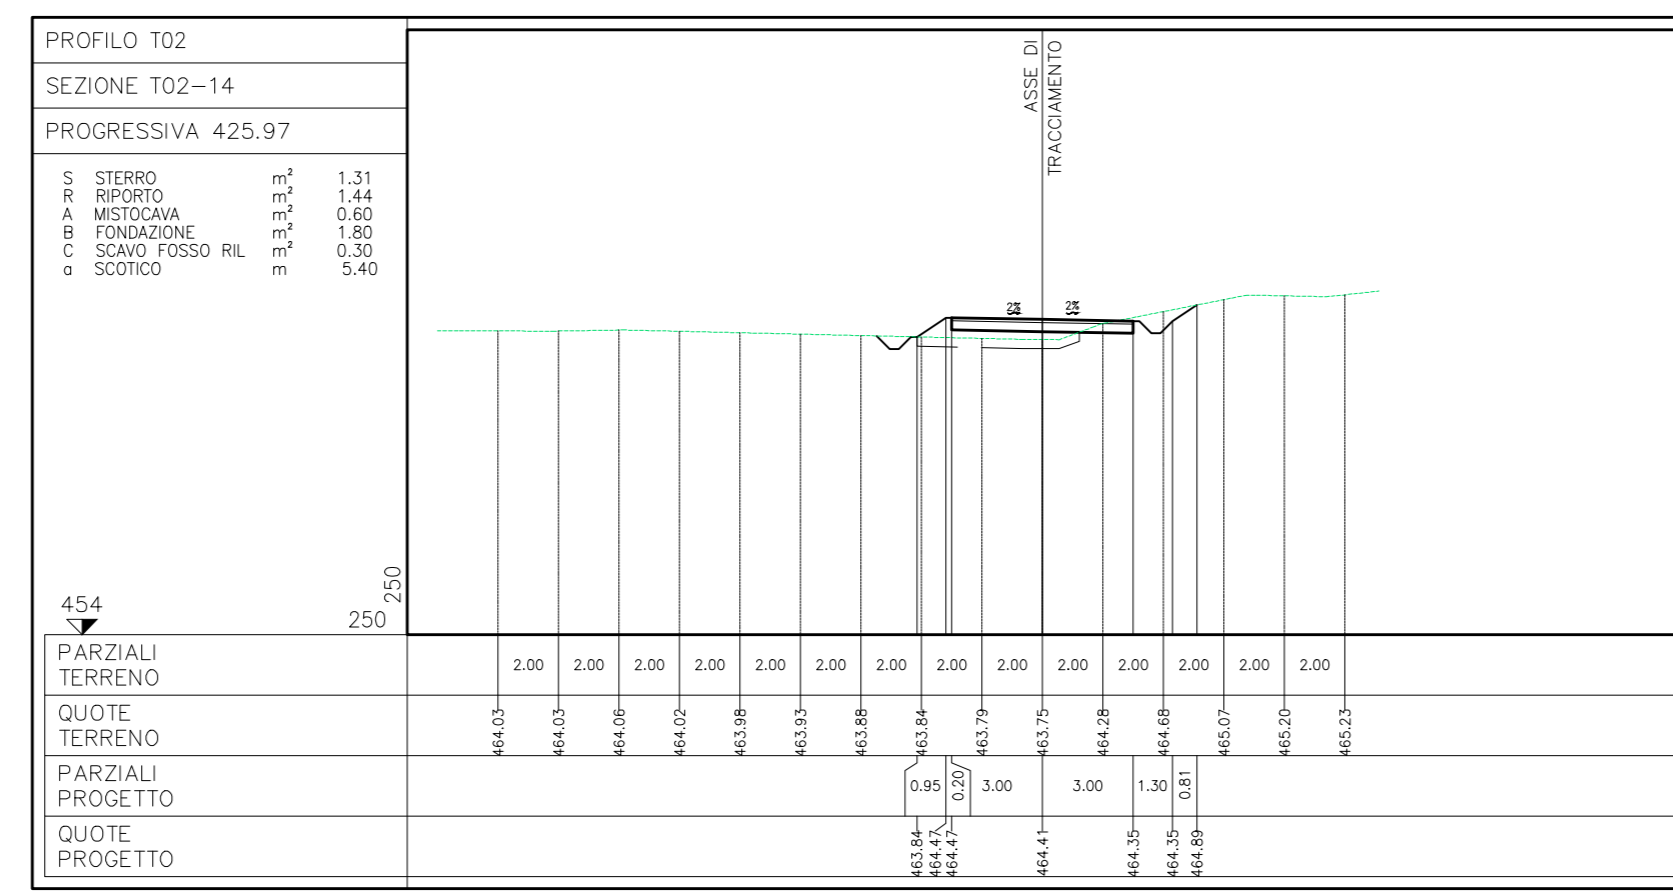 PROFILO T02
SEZIONE T02-14
PROGRESSIVA 425.97
S STERRO m² 1.31
R RIPORTO m² 1.44
A MISTOCAVA m² 0.60
B FONDAZIONE m² 1.80
C SCAVO FOSSO RIL m² 0.30
a SCOTICO m 5.40
ASSE DI
TRACCIAMENTO
2% 2%
454
250
250
PARZIALI
TERRENO
2.00 2.00 2.00 2.00 2.00 2.00 2.00 2.00 2.00 2.00 2.00 2.00 2.00 2.00
QUOTE
TERRENO
464.03 464.03 464.06 464.02 463.98 463.93 463.88 463.84 463.79 463.75 464.28 464.68 465.07 465.20 465.23
PARZIALI
PROGETTO
0.95 0.20 3.00 3.00 1.30 0.81
QUOTE
PROGETTO
463.84 464.47 464.47 464.41 464.35 464.35 464.89